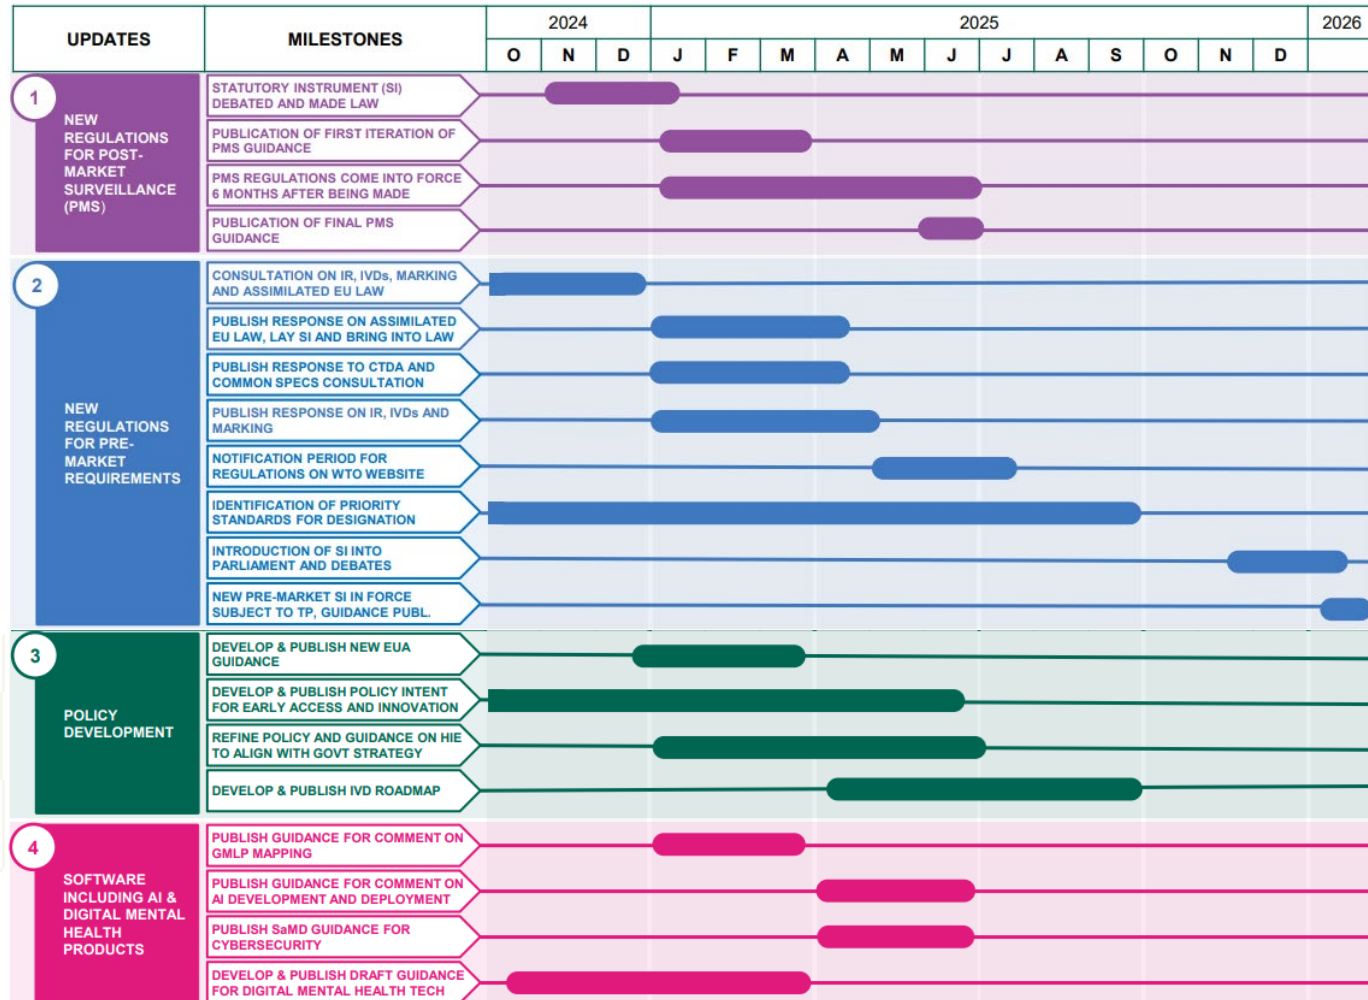 UPDATES
MILESTONES
2024
2025
2026
O N D J F M A M J J A S O N D
1
NEW
REGULATIONS
FOR POST-
MARKET
SURVEILLANCE
(PMS)
STATUTORY INSTRUMENT (SI)
DEBATED AND MADE LAW
PUBLICATION OF FIRST ITERATION OF
PMS GUIDANCE
PMS REGULATIONS COME INTO FORCE
6 MONTHS AFTER BEING MADE
PUBLICATION OF FINAL PMS
GUIDANCE
2
NEW
REGULATIONS
FOR PRE-
MARKET
REQUIREMENTS
CONSULTATION ON IR, IVDs, MARKING
AND ASSIMILATED EU LAW
PUBLISH RESPONSE ON ASSIMILATED
EU LAW, LAY SI AND BRING INTO LAW
PUBLISH RESPONSE TO CTDA AND
COMMON SPECS CONSULTATION
PUBLISH RESPONSE ON IR, IVDs AND
MARKING
NOTIFICATION PERIOD FOR
REGULATIONS ON WTO WEBSITE
IDENTIFICATION OF PRIORITY
STANDARDS FOR DESIGNATION
INTRODUCTION OF SI INTO
PARLIAMENT AND DEBATES
NEW PRE-MARKET SI IN FORCE
SUBJECT TO TP, GUIDANCE PUBL.
3
POLICY
DEVELOPMENT
DEVELOP & PUBLISH NEW EUA
GUIDANCE
DEVELOP & PUBLISH POLICY INTENT
FOR EARLY ACCESS AND INNOVATION
REFINE POLICY AND GUIDANCE ON HIE
TO ALIGN WITH GOVT STRATEGY
DEVELOP & PUBLISH IVD ROADMAP
4
SOFTWARE
INCLUDING AI &
DIGITAL MENTAL
HEALTH
PRODUCTS
PUBLISH GUIDANCE FOR COMMENT ON
GMLP MAPPING
PUBLISH GUIDANCE FOR COMMENT ON
AI DEVELOPMENT AND DEPLOYMENT
PUBLISH SaMD GUIDANCE FOR
CYBERSECURITY
DEVELOP & PUBLISH DRAFT GUIDANCE
FOR DIGITAL MENTAL HEALTH TECH